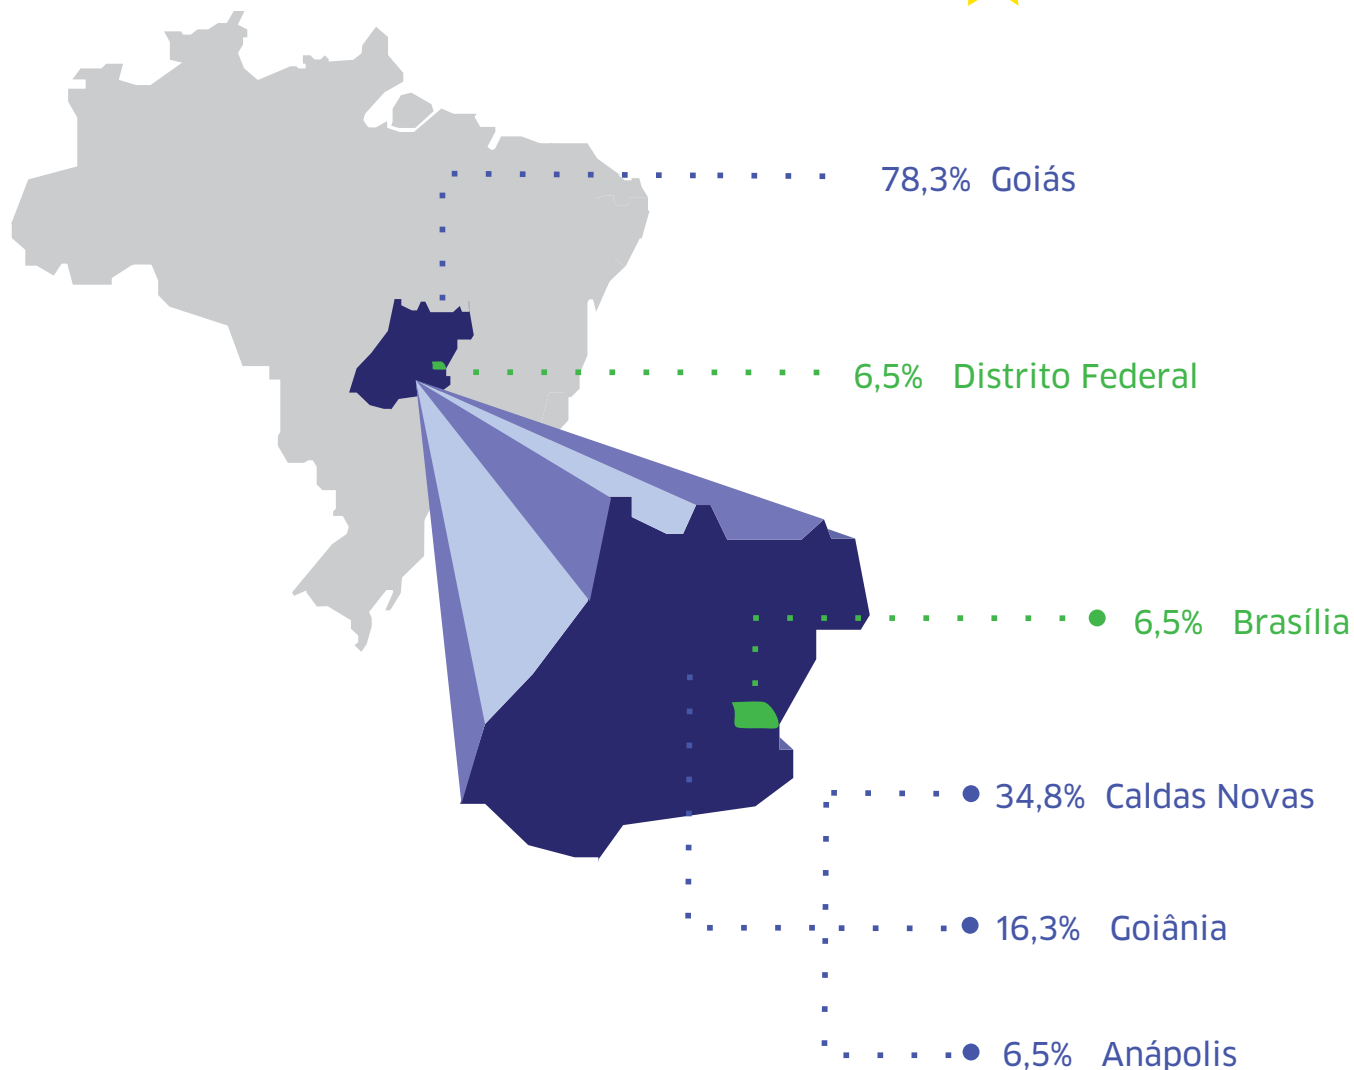 78,3% Goiás
6,5% Distrito Federal
6,5% Brasília
34,8% Caldas Novas
16,3% Goiânia
6,5% Anápolis